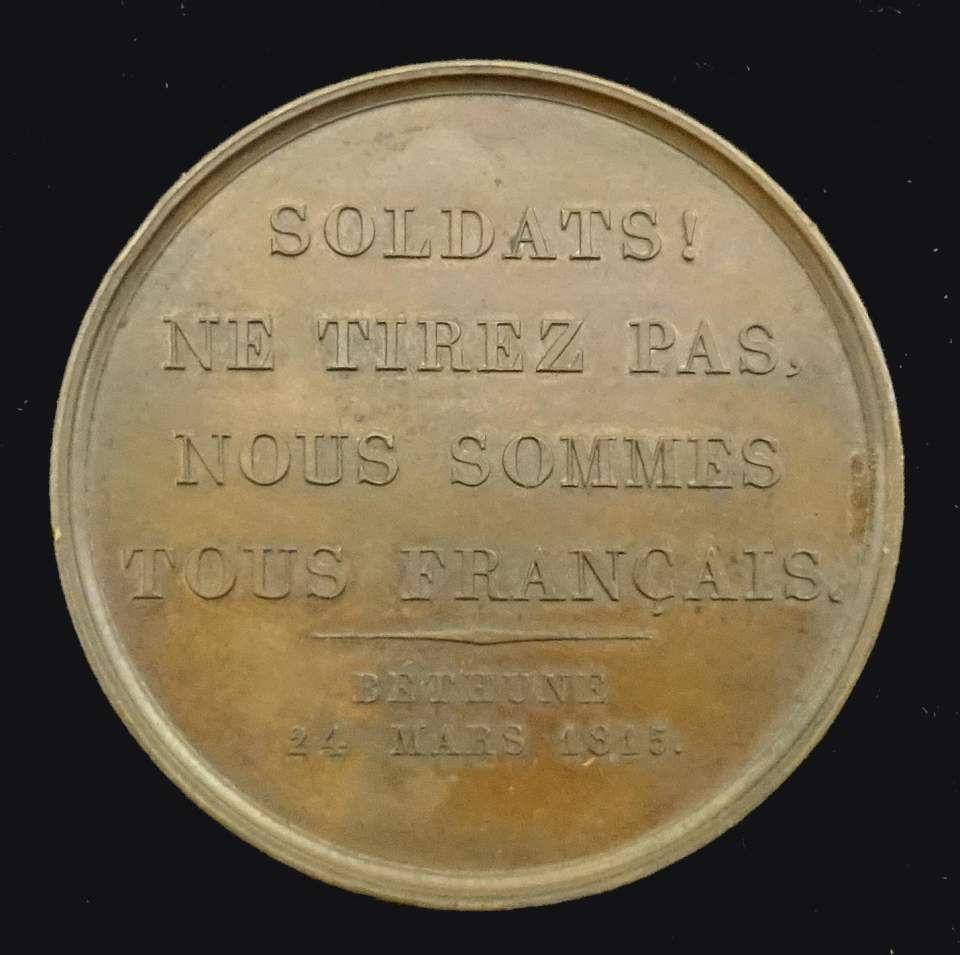 SOLDATS!
NE TIREZ PAS,
NOUS SOMMES
TOUS FRANÇAIS.
BÉTHUNE
24 MARS 1815.